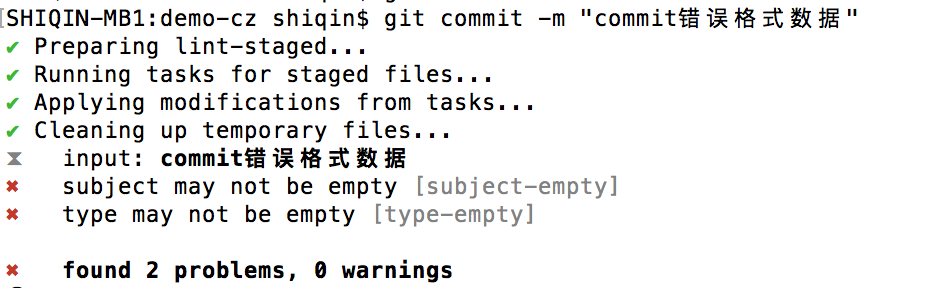 [SHIQIN-MB1:demo-cz shiqin$ git commit -m "commit错误格式数据"
✔ Preparing lint-staged...
✔ Running tasks for staged files...
✔ Applying modifications from tasks...
✔ Cleaning up temporary files...
⧗   input: commit错误格式数据
✖   subject may not be empty [subject-empty]
✖   type may not be empty [type-empty]
✖   found 2 problems, 0 warnings